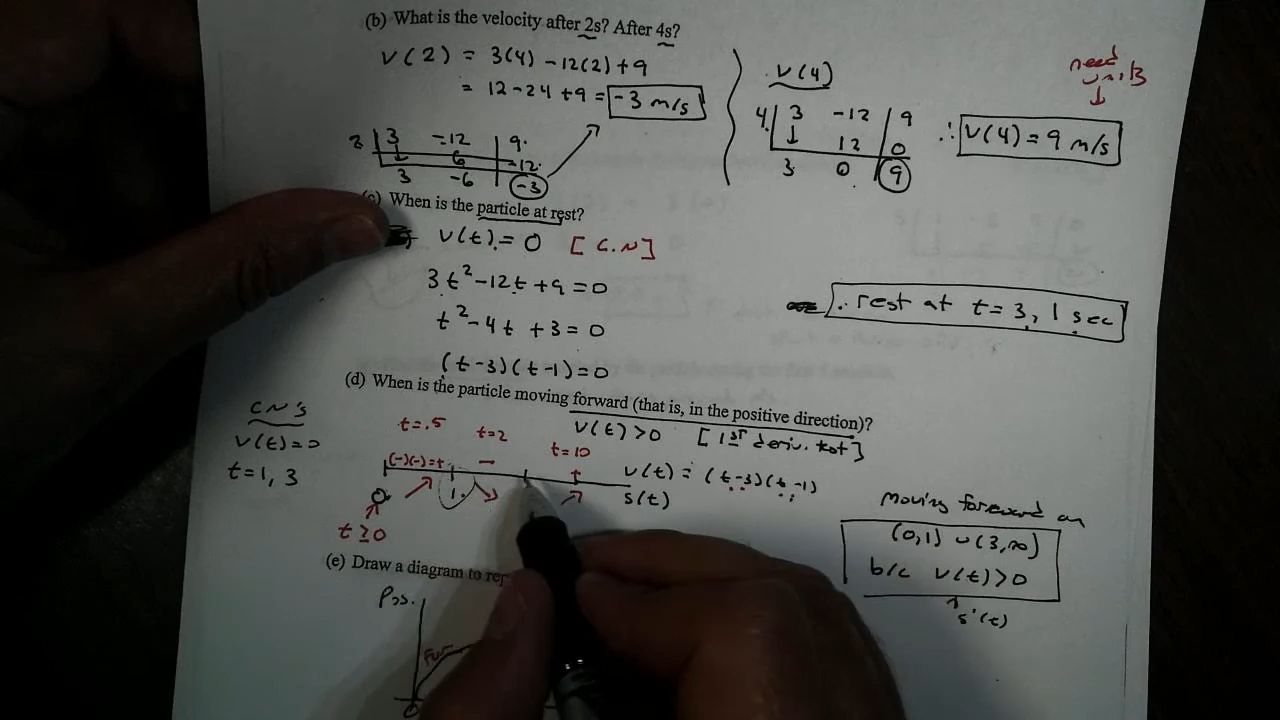 (b) What is the velocity after 2s? After 4s?
v(2) = 3(4) - 12(2) + 9
= 12 - 24 + 9 = -3 m/s
2 3 -12 9
6 -12
3 -6 -3
v(4)
4 3 -12 9
12 0
3 0 9
need units
∴ v(4) = 9 m/s
(c) When is the particle at rest?
v(t) = 0 [C.N]
3t² - 12t + 9 = 0
t² - 4t + 3 = 0
(t-3)(t-1) = 0
∴ rest at t = 3, 1 sec
(d) When is the particle moving forward (that is, in the positive direction)?
v(t) > 0 [1st deriv. test]
CN's
v(t) = 0
t = 1, 3
t=.5 t=2 t=10
(-)(-)=+ - + v(t) = (t-3)(t-1)
0 1 s(t)
t ≥ 0
moving forward on
(0,1) ∪ (3,∞)
b/c v(t) > 0
s'(t)
(e) Draw a diagram to
Pos.